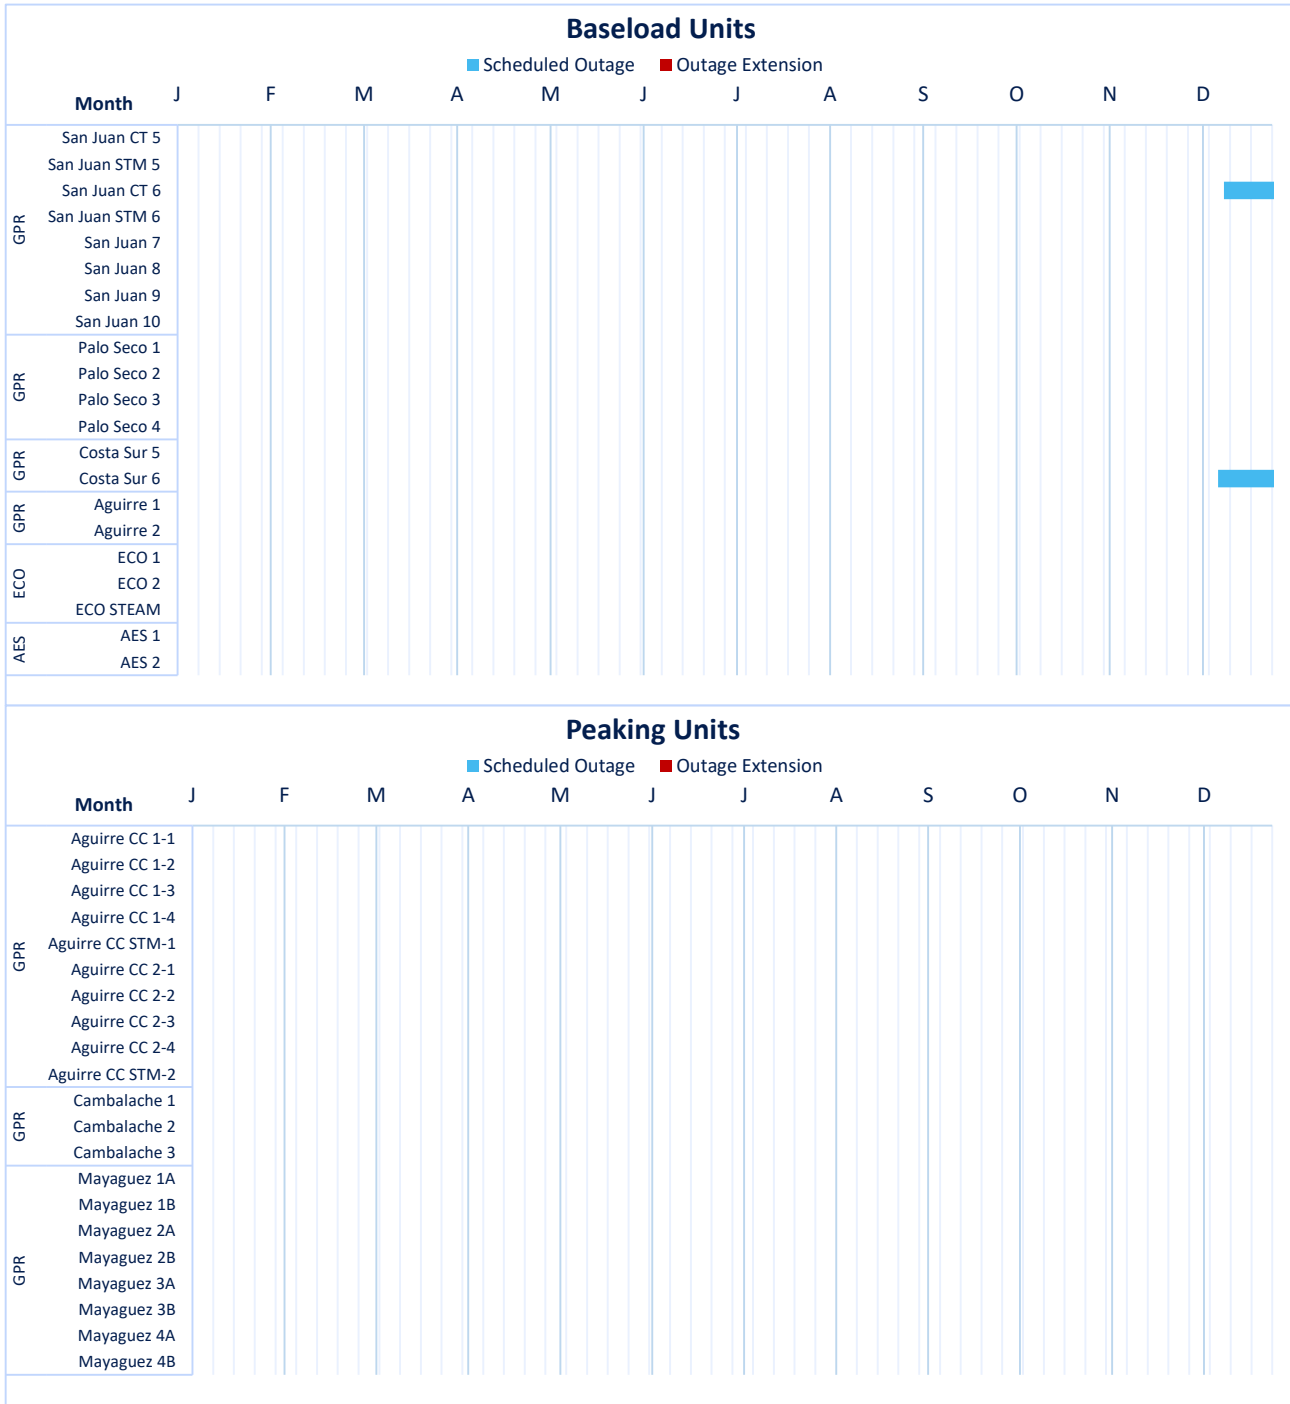 Baseload Units
Scheduled Outage Outage Extension
Month J F M A M J J A S O N D
GPR
San Juan CT 5
San Juan STM 5
San Juan CT 6
San Juan STM 6
San Juan 7
San Juan 8
San Juan 9
San Juan 10
GPR
Palo Seco 1
Palo Seco 2
Palo Seco 3
Palo Seco 4
GPR
Costa Sur 5
Costa Sur 6
GPR
Aguirre 1
Aguirre 2
ECO
ECO 1
ECO 2
ECO STEAM
AES
AES 1
AES 2
Peaking Units
Scheduled Outage Outage Extension
Month J F M A M J J A S O N D
GPR
Aguirre CC 1-1
Aguirre CC 1-2
Aguirre CC 1-3
Aguirre CC 1-4
Aguirre CC STM-1
Aguirre CC 2-1
Aguirre CC 2-2
Aguirre CC 2-3
Aguirre CC 2-4
Aguirre CC STM-2
GPR
Cambalache 1
Cambalache 2
Cambalache 3
GPR
Mayaguez 1A
Mayaguez 1B
Mayaguez 2A
Mayaguez 2B
Mayaguez 3A
Mayaguez 3B
Mayaguez 4A
Mayaguez 4B